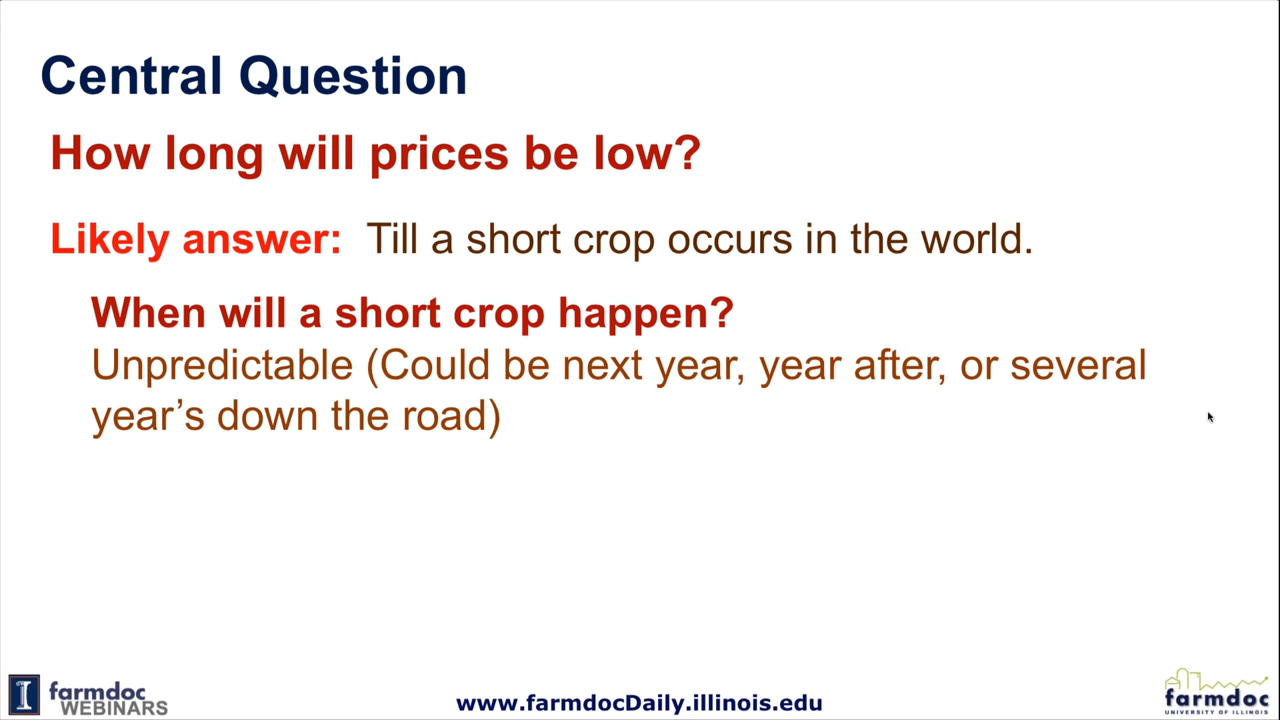 Central Question
How long will prices be low?
Likely answer: Till a short crop occurs in the world.
When will a short crop happen?
Unpredictable (Could be next year, year after, or several
year’s down the road)
I farmdoc
WEBINARS
www.farmdocDaily.illinois.edu
farmdoc
UNIVERSITY OF ILLINOIS